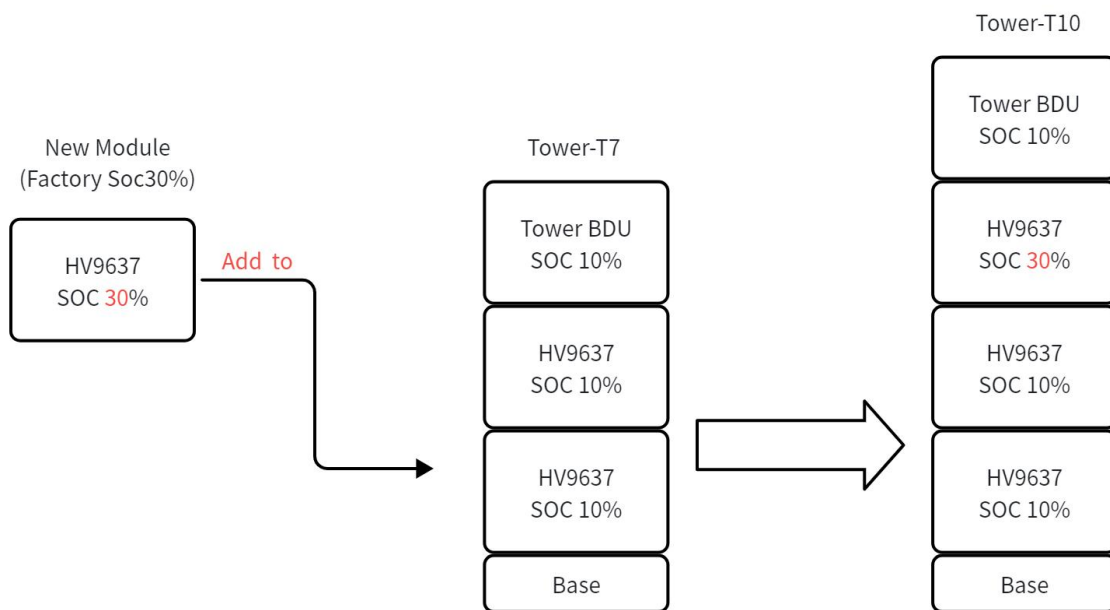 New Module
(Factory Soc30%)
HV9637
SOC 30%
Add to
Tower-T7
Tower BDU
SOC 10%
HV9637
SOC 10%
HV9637
SOC 10%
Base
Tower-T10
Tower BDU
SOC 10%
HV9637
SOC 30%
HV9637
SOC 10%
HV9637
SOC 10%
Base